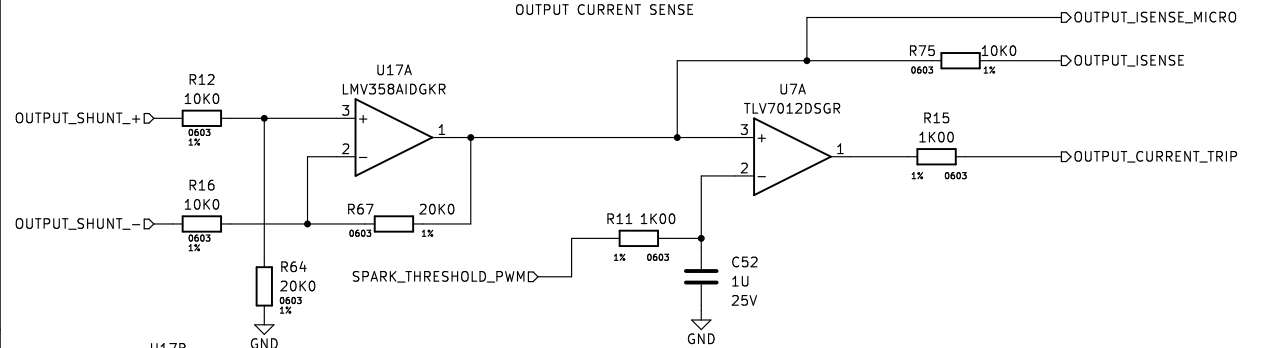 OUTPUT CURRENT SENSE
OUTPUT_ISENSE_MICRO
R75 10K0
0603 1%
OUTPUT_ISENSE
U17A
LMV358AIDGKR
R12
10K0
0603
1%
OUTPUT_SHUNT_+
3
+
2
−
1
U7A
TLV7012DSGR
3
+
2
−
1
R15
1K00
1% 0603
OUTPUT_CURRENT_TRIP
R16
10K0
0603
1%
OUTPUT_SHUNT_−
R67 20K0
0603 1%
R11 1K00
1% 0603
SPARK_THRESHOLD_PWM
R64
20K0
0603
1%
GND
C52
1U
25V
GND